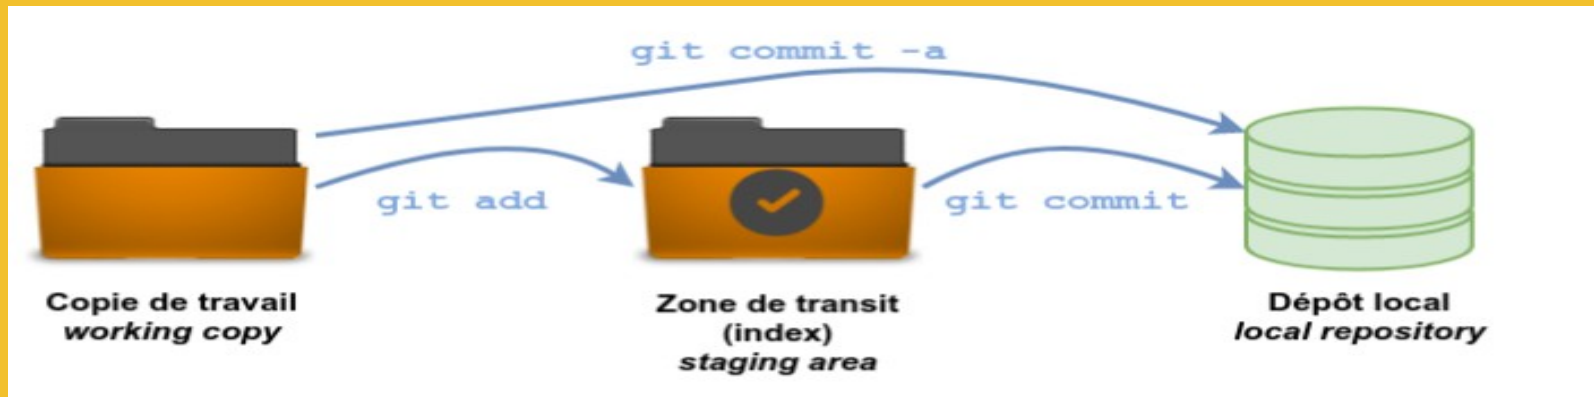 git commit -a
git add
git commit
Copie de travail
working copy
Zone de transit
(index)
staging area
Dépôt local
local repository